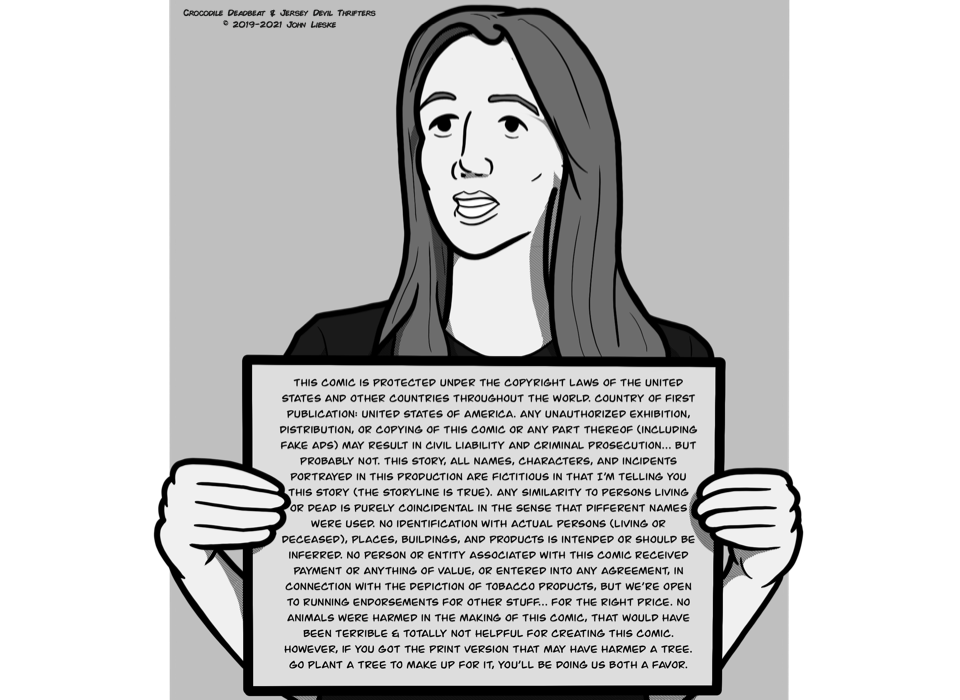 Crocodile Deadbeat & Jersey Devil Thrifters
© 2019-2021 John Lieske
THIS COMIC IS PROTECTED UNDER THE COPYRIGHT LAWS OF THE UNITED
STATES AND OTHER COUNTRIES THROUGHOUT THE WORLD. COUNTRY OF FIRST
PUBLICATION: UNITED STATES OF AMERICA. ANY UNAUTHORIZED EXHIBITION,
DISTRIBUTION, OR COPYING OF THIS COMIC OR ANY PART THEREOF (INCLUDING
FAKE ADS) MAY RESULT IN CIVIL LIABILITY AND CRIMINAL PROSECUTION... BUT
PROBABLY NOT. THIS STORY, ALL NAMES, CHARACTERS, AND INCIDENTS
PORTRAYED IN THIS PRODUCTION ARE FICTITIOUS IN THAT I'M TELLING YOU
THIS STORY (THE STORYLINE IS TRUE). ANY SIMILARITY TO PERSONS LIVING
OR DEAD IS PURELY COINCIDENTAL IN THE SENSE THAT DIFFERENT NAMES
WERE USED. NO IDENTIFICATION WITH ACTUAL PERSONS (LIVING OR
DECEASED), PLACES, BUILDINGS, AND PRODUCTS IS INTENDED OR SHOULD BE
INFERRED. NO PERSON OR ENTITY ASSOCIATED WITH THIS COMIC RECEIVED
PAYMENT OR ANYTHING OF VALUE, OR ENTERED INTO ANY AGREEMENT, IN
CONNECTION WITH THE DEPICTION OF TOBACCO PRODUCTS, BUT WE'RE OPEN
TO RUNNING ENDORSEMENTS FOR OTHER STUFF... FOR THE RIGHT PRICE. NO
ANIMALS WERE HARMED IN THE MAKING OF THIS COMIC, THAT WOULD HAVE
BEEN TERRIBLE & TOTALLY NOT HELPFUL FOR CREATING THIS COMIC.
HOWEVER, IF YOU GOT THE PRINT VERSION THAT MAY HAVE HARMED A TREE.
GO PLANT A TREE TO MAKE UP FOR IT, YOU'LL BE DOING US BOTH A FAVOR.